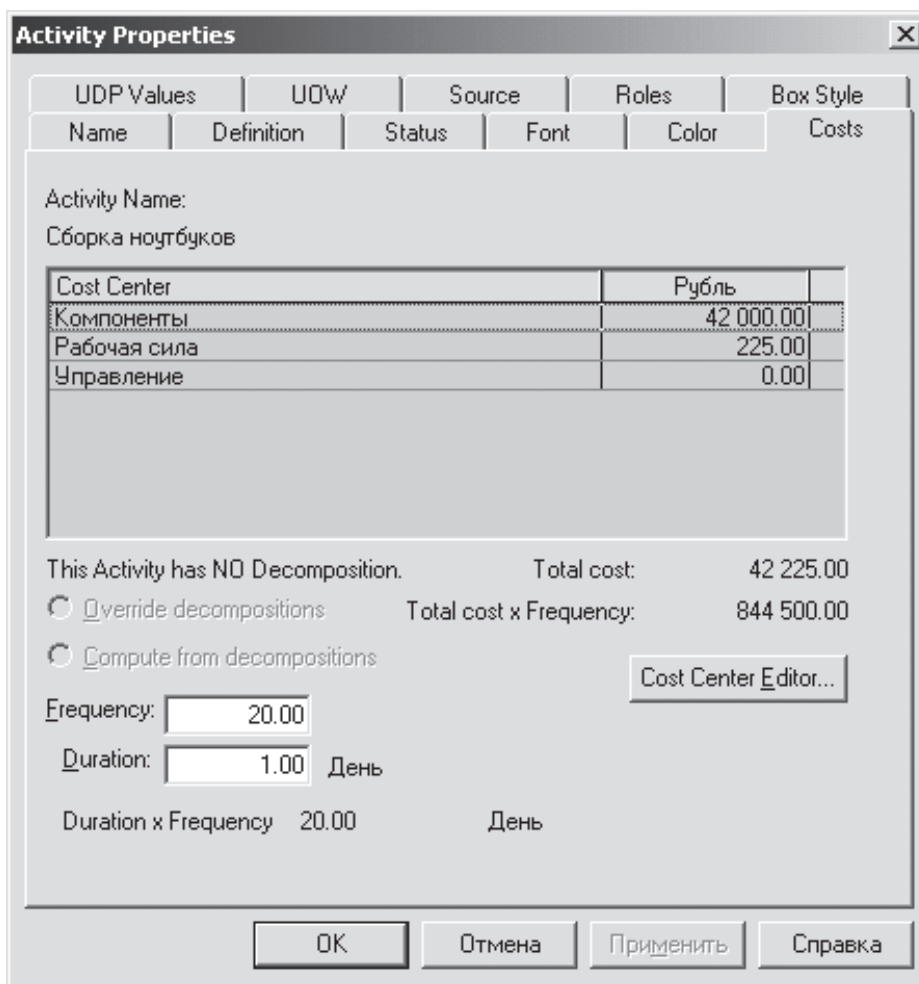 Activity Properties
UDP Values UOW Source Roles Box Style
Name Definition Status Font Color Costs
Activity Name:
Сборка ноутбуков
Cost Center Рубль
Компоненты 42 000.00
Рабочая сила 225.00
Управление 0.00
This Activity has NO Decomposition. Total cost: 42 225.00
Override decompositions Total cost x Frequency: 844 500.00
Compute from decompositions
Cost Center Editor...
Frequency: 20.00
Duration: 1.00 День
Duration x Frequency 20.00 День
OK Отмена Применить Справка